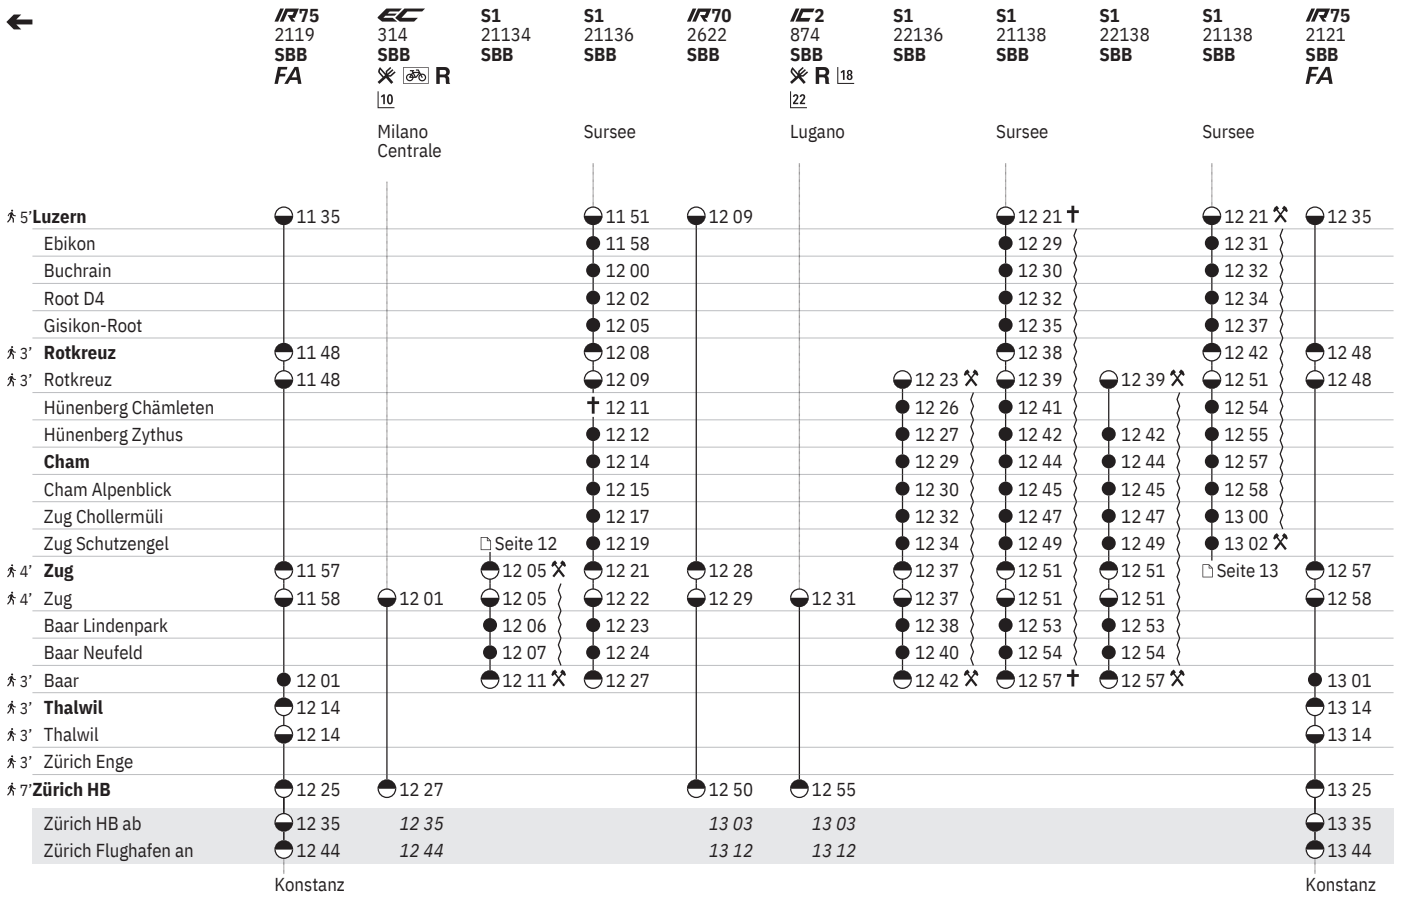 IR75 EC S1 S1 IR70 IC2 S1 S1 S1 S1 IR75
2119 314 21134 21136 2622 874 22136 21138 22138 21138 2121
SBB SBB SBB SBB SBB SBB SBB SBB SBB SBB SBB
FA R R 18 FA
10 22
Milano Sursee Lugano Sursee Sursee
Centrale
5’ Luzern 11 35 11 51 12 09 12 21 † 12 21 12 35
Ebikon 11 58 12 29 12 31
Buchrain 12 00 12 30 12 32
Root D4 12 02 12 32 12 34
Gisikon-Root 12 05 12 35 12 37
3’ Rotkreuz 11 48 12 08 12 38 12 42 12 48
3’ Rotkreuz 11 48 12 09 12 23 12 39 12 39 12 51 12 48
Hünenberg Chämleten † 12 11 12 26 12 41 12 54
Hünenberg Zythus 12 12 12 27 12 42 12 42 12 55
Cham 12 14 12 29 12 44 12 44 12 57
Cham Alpenblick 12 15 12 30 12 45 12 45 12 58
Zug Chollermüli 12 17 12 32 12 47 12 47 13 00
Zug Schutzengel Seite 12 12 19 12 34 12 49 12 49 13 02
4’ Zug 11 57 12 05 12 21 12 28 12 37 12 51 12 51 Seite 13 12 57
4’ Zug 11 58 12 01 12 05 12 22 12 29 12 31 12 37 12 51 12 51 12 58
Baar Lindenpark 12 06 12 23 12 38 12 53 12 53
Baar Neufeld 12 07 12 24 12 40 12 54 12 54
3’ Baar 12 01 12 11 12 27 12 42 12 57 † 12 57 13 01
3’ Thalwil 12 14 13 14
3’ Thalwil 12 14 13 14
3’ Zürich Enge
7’ Zürich HB 12 25 12 27 12 50 12 55 13 25
Zürich HB ab 12 35 12 35 13 03 13 03 13 35
Zürich Flughafen an 12 44 12 44 13 12 13 12 13 44
Konstanz Konstanz